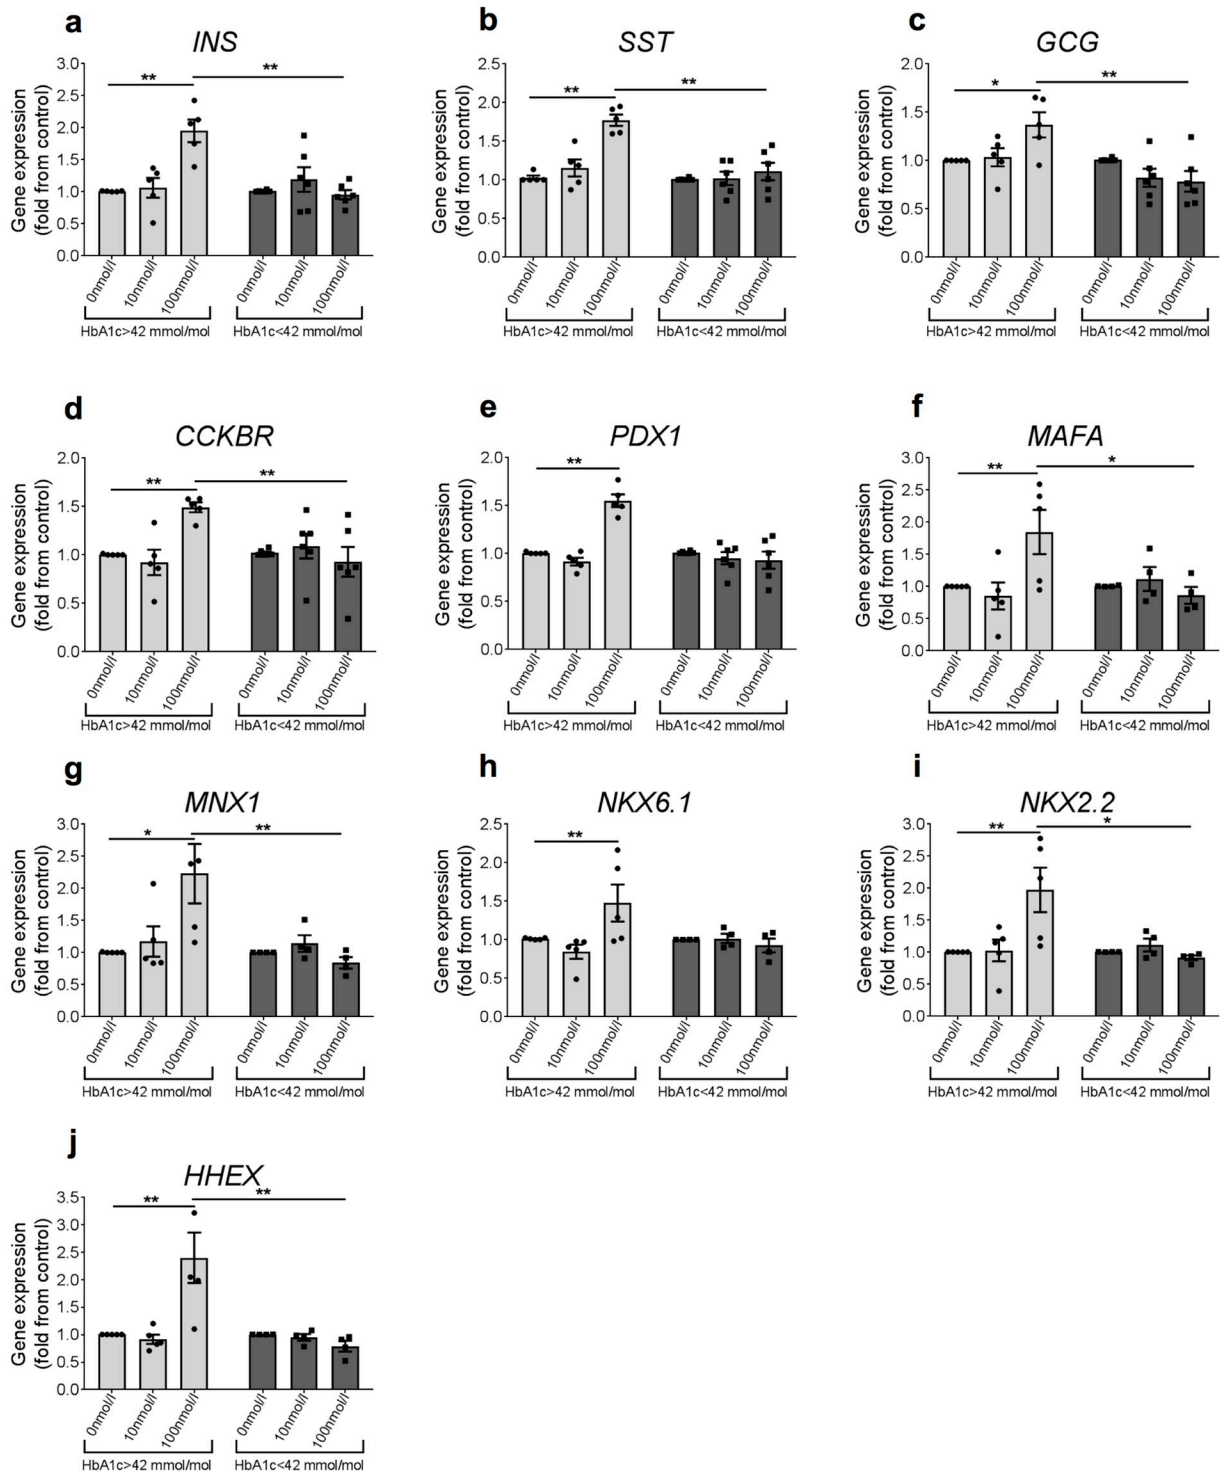 a
INS
Gene expression
(fold from control)
3.0
2.5
2.0
1.5
1.0
0.5
0.0
**
**
0nmol/l
10nmol/l
100nmol/l
0nmol/l
10nmol/l
100nmol/l
HbA1c>42 mmol/mol
HbA1c<42 mmol/mol
b
SST
Gene expression
(fold from control)
2.5
2.0
1.5
1.0
0.5
0.0
**
**
0nmol/l
10nmol/l
100nmol/l
0nmol/l
10nmol/l
100nmol/l
HbA1c>42 mmol/mol
HbA1c<42 mmol/mol
c
GCG
Gene expression
(fold from control)
2.0
1.5
1.0
0.5
0.0
*
**
0nmol/l
10nmol/l
100nmol/l
0nmol/l
10nmol/l
100nmol/l
HbA1c>42 mmol/mol
HbA1c<42 mmol/mol
d
CCKBR
Gene expression
(fold from control)
2.0
1.5
1.0
0.5
0.0
**
**
0nmol/l
10nmol/l
100nmol/l
0nmol/l
10nmol/l
100nmol/l
HbA1c>42 mmol/mol
HbA1c<42 mmol/mol
e
PDX1
Gene expression
(fold from control)
2.0
1.5
1.0
0.5
0.0
**
0nmol/l
10nmol/l
100nmol/l
0nmol/l
10nmol/l
100nmol/l
HbA1c>42 mmol/mol
HbA1c<42 mmol/mol
f
MAFA
Gene expression
(fold from control)
3.0
2.5
2.0
1.5
1.0
0.5
0.0
**
*
0nmol/l
10nmol/l
100nmol/l
0nmol/l
10nmol/l
100nmol/l
HbA1c>42 mmol/mol
HbA1c<42 mmol/mol
g
MNX1
Gene expression
(fold from control)
3.0
2.5
2.0
1.5
1.0
0.5
0.0
*
**
0nmol/l
10nmol/l
100nmol/l
0nmol/l
10nmol/l
100nmol/l
HbA1c>42 mmol/mol
HbA1c<42 mmol/mol
h
NKX6.1
Gene expression
(fold from control)
2.5
2.0
1.5
1.0
0.5
0.0
**
0nmol/l
10nmol/l
100nmol/l
0nmol/l
10nmol/l
100nmol/l
HbA1c>42 mmol/mol
HbA1c<42 mmol/mol
i
NKX2.2
Gene expression
(fold from control)
3.0
2.5
2.0
1.5
1.0
0.5
0.0
**
*
0nmol/l
10nmol/l
100nmol/l
0nmol/l
10nmol/l
100nmol/l
HbA1c>42 mmol/mol
HbA1c<42 mmol/mol
j
HHEX
Gene expression
(fold from control)
3.5
3.0
2.5
2.0
1.5
1.0
0.5
0.0
**
**
0nmol/l
10nmol/l
100nmol/l
0nmol/l
10nmol/l
100nmol/l
HbA1c>42 mmol/mol
HbA1c<42 mmol/mol